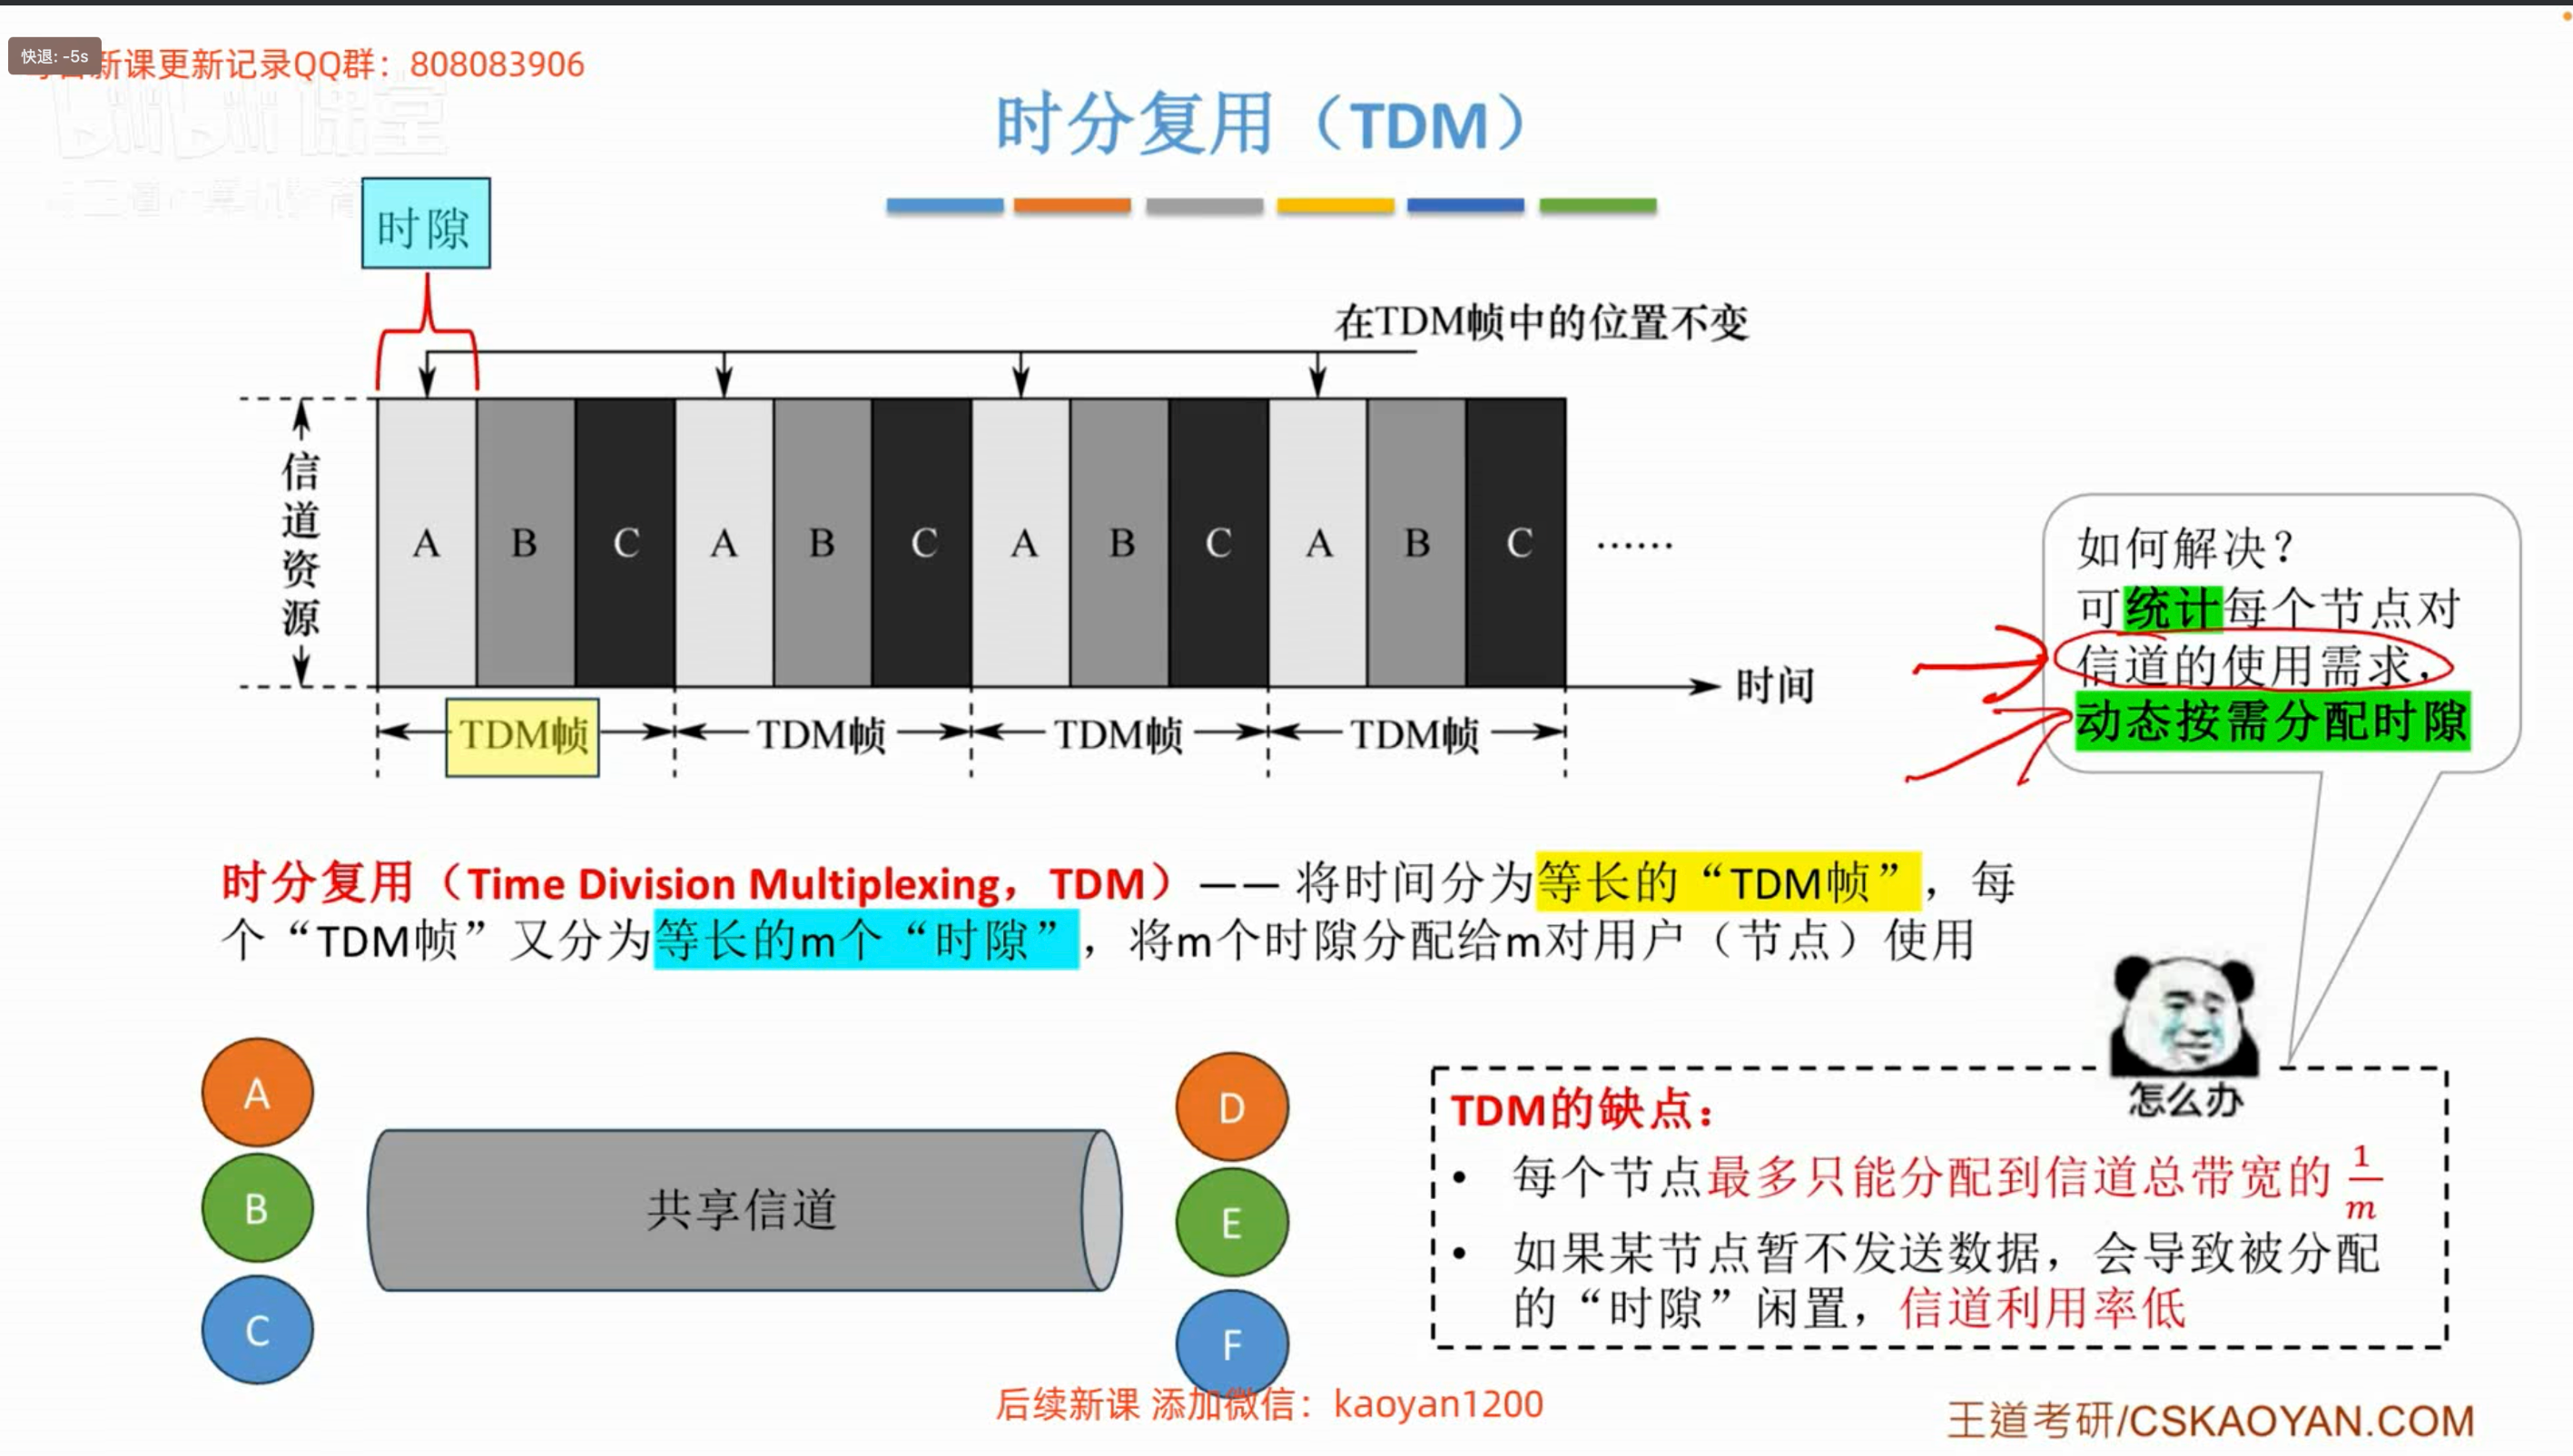 快退: -5s
新课更新记录QQ群：808083906
bilibili课堂
时分复用（TDM）
时隙
在TDM帧中的位置不变
信道资源
A B C A B C A B C A B C ……
时间
TDM帧 TDM帧 TDM帧 TDM帧
如何解决？
可统计每个节点对
信道的使用需求，
动态按需分配时隙
时分复用（Time Division Multiplexing，TDM）—— 将时间分为等长的“TDM帧”，每
个“TDM帧”又分为等长的m个“时隙”，将m个时隙分配给m对用户（节点）使用
A
B
C
共享信道
D
E
F
怎么办
TDM的缺点：
• 每个节点最多只能分配到信道总带宽的 1/m
• 如果某节点暂不发送数据，会导致被分配
的“时隙”闲置，信道利用率低
后续新课 添加微信：kaoyan1200
王道考研/CSKAOYAN.COM